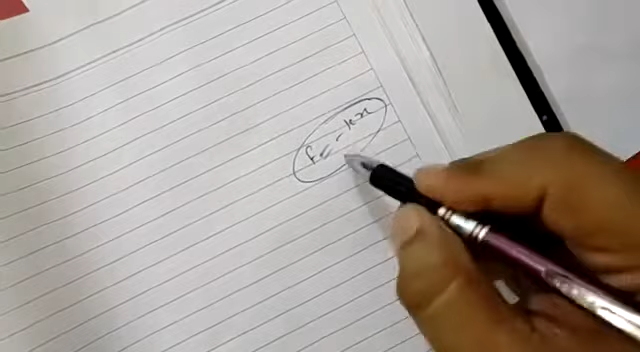 F = -kx